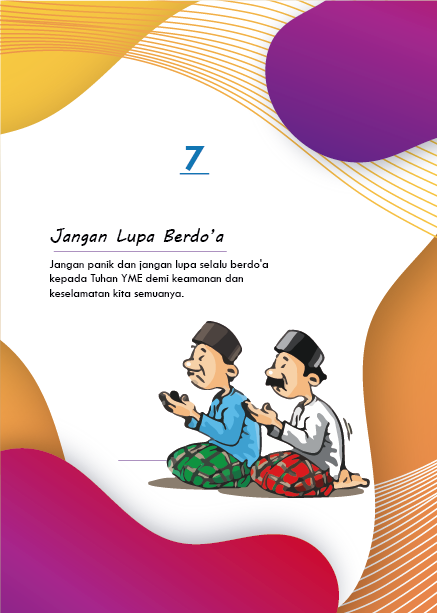 7
Jangan Lupa Berdo'a
Jangan panik dan jangan lupa selalu berdo'a
kepada Tuhan YME demi keamanan dan
keselamatan kita semuanya.